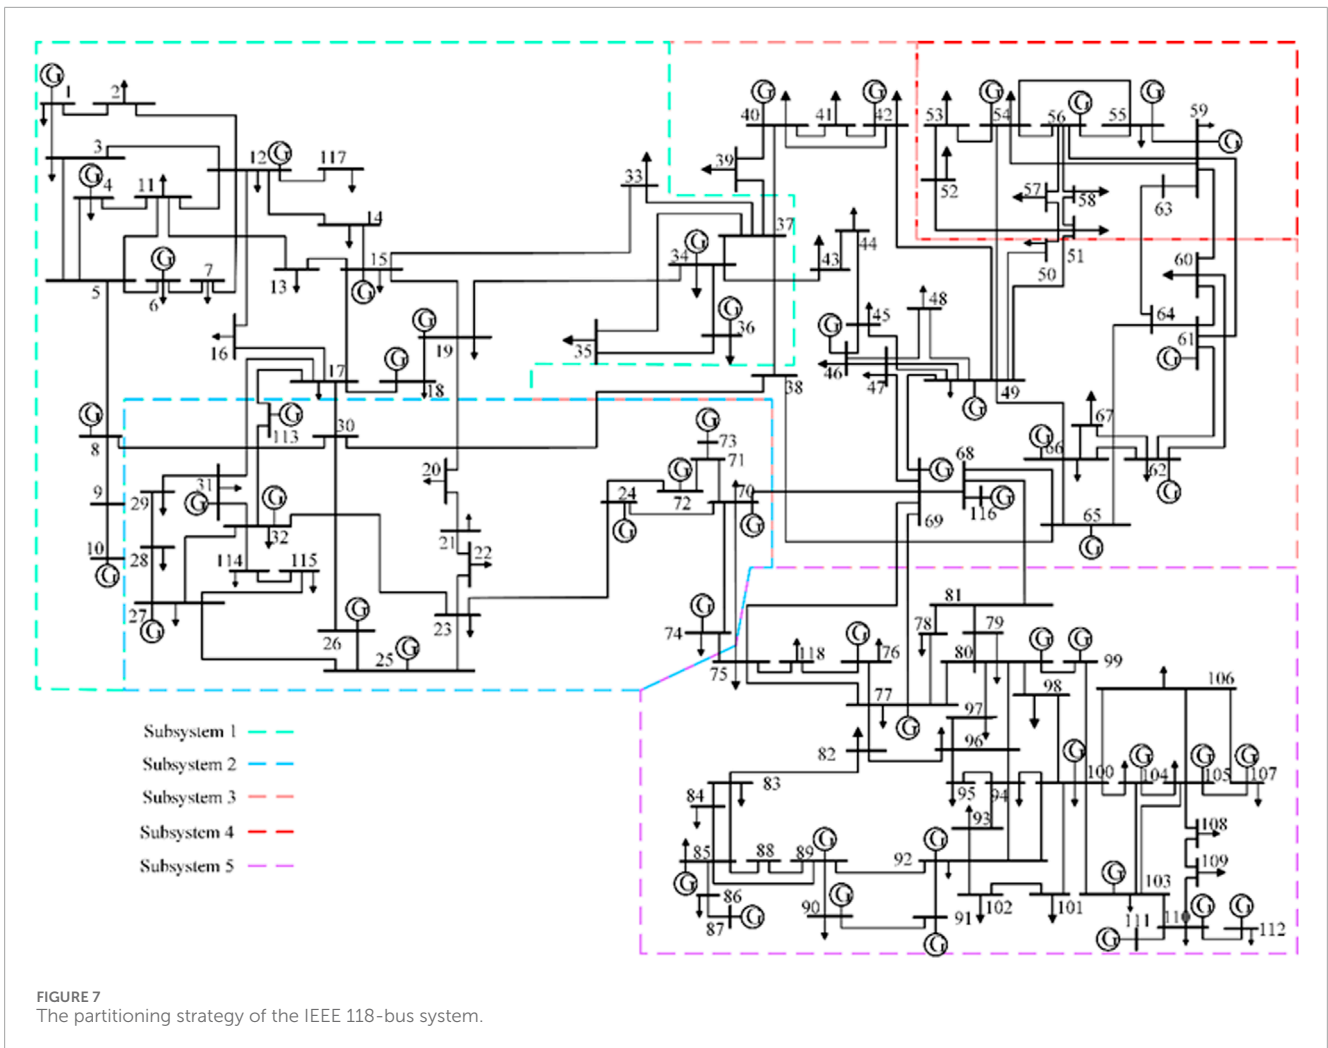 G
1
2
3
G
4
11
12
G
117
14
15
G
13
5
G
6
7
16
17
G
18
G
19
33
34
G
35
36
G
37
38
39
G
40
41
G
42
43
44
45
G
46
47
48
49
G
53
G
54
56
G
55
G
59
G
52
57
58
51
50
63
60
64
61
G
62
G
67
66
G
65
G
68
116
G
69
G
G
8
9
10
G
113
G
30
29
31
G
G
32
28
114
115
27
G
26
G
25
G
20
21
22
23
24
G
72
G
73
G
71
70
G
74
G
75
118
G
76
77
G
78
79
80
G
81
G
99
98
97
96
95
94
93
92
G
82
83
84
85
G
86
87
G
88
89
G
90
G
91
G
102
101
G
100
G
104
G
105
G
107
106
108
109
G
103
111
G
110
G
G
112
Subsystem 1
Subsystem 2
Subsystem 3
Subsystem 4
Subsystem 5
FIGURE 7
The partitioning strategy of the IEEE 118-bus system.